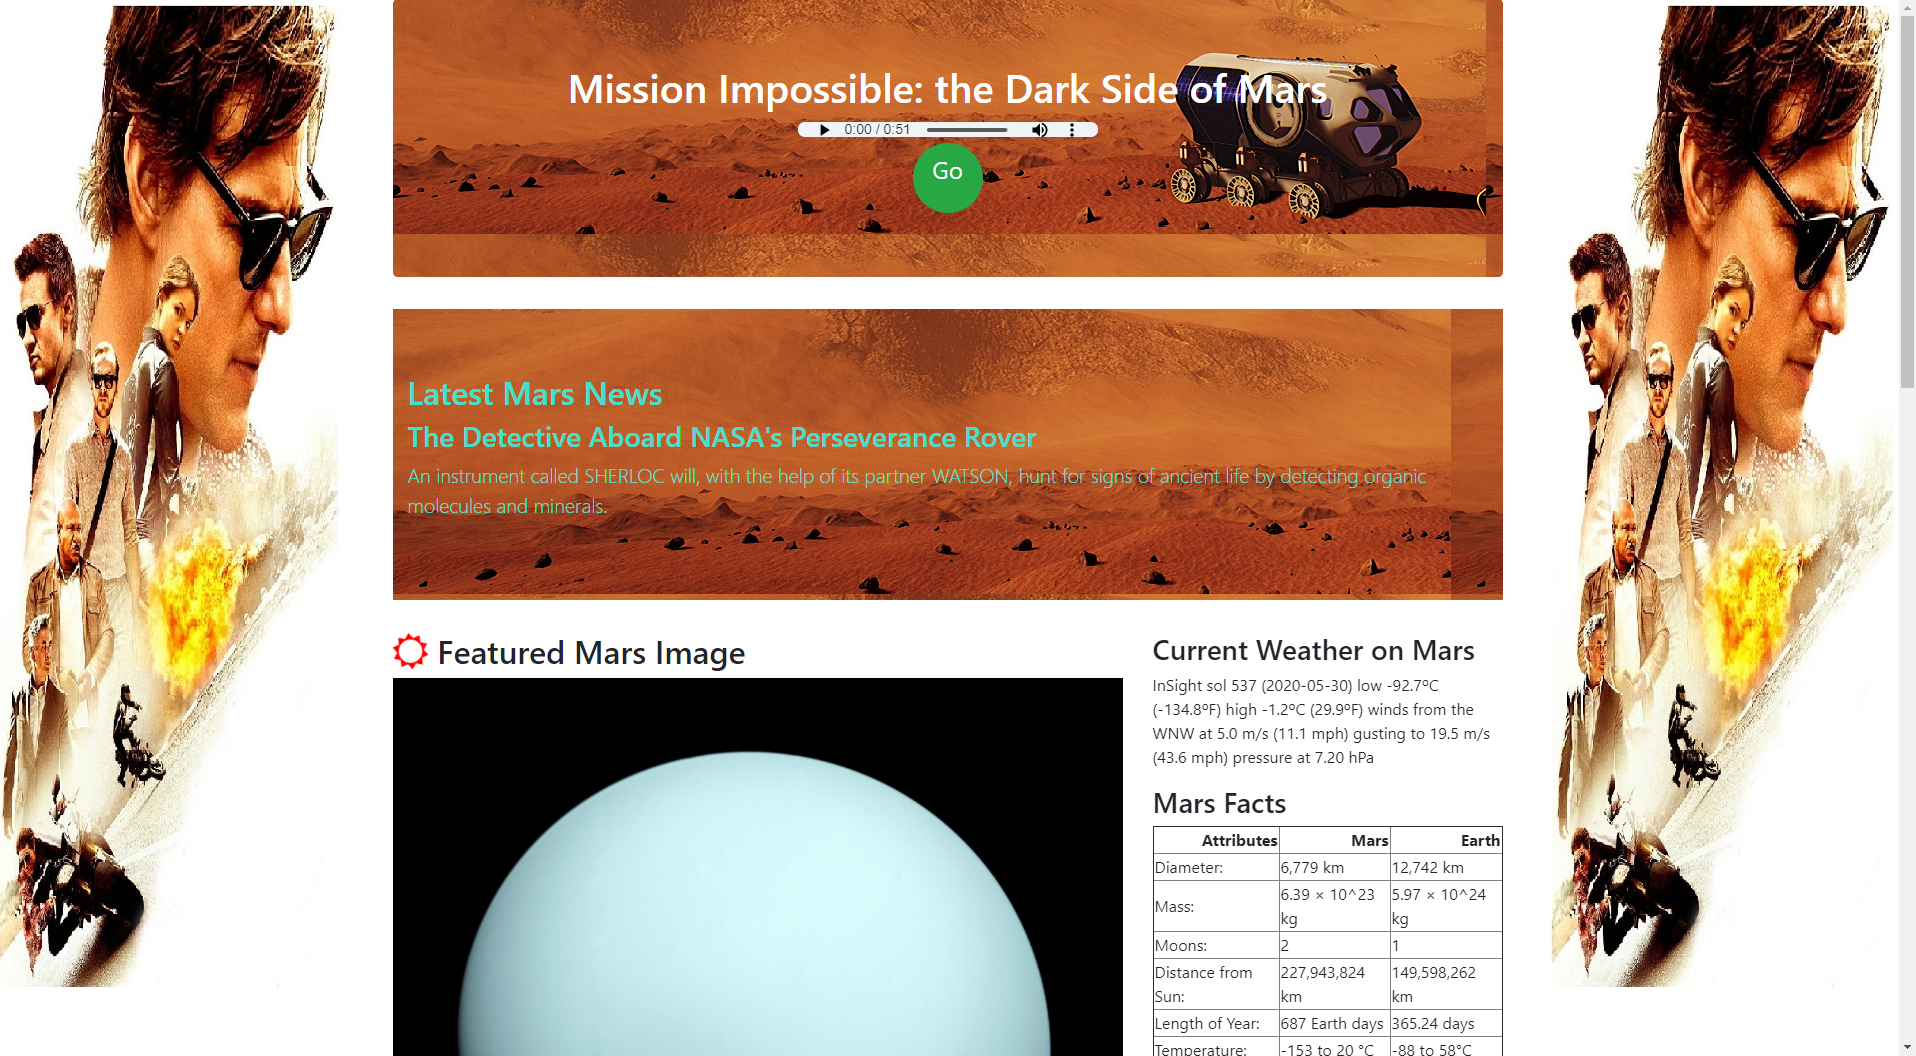 Mission Impossible: the Dark Side of Mars
0:00 / 0:51
Go
Latest Mars News
The Detective Aboard NASA's Perseverance Rover
An instrument called SHERLOC will, with the help of its partner WATSON, hunt for signs of ancient life by detecting organic
molecules and minerals.
Featured Mars Image
Current Weather on Mars
InSight sol 537 (2020-05-30) low -92.7ºC
(-134.8ºF) high -1.2ºC (29.9ºF) winds from the
WNW at 5.0 m/s (11.1 mph) gusting to 19.5 m/s
(43.6 mph) pressure at 7.20 hPa
Mars Facts
Attributes Mars Earth
Diameter: 6,779 km 12,742 km
Mass: 6.39 × 10^23 kg 5.97 × 10^24 kg
Moons: 2 1
Distance from Sun: 227,943,824 km 149,598,262 km
Length of Year: 687 Earth days 365.24 days
Temperature: -153 to 20 °C -88 to 58°C